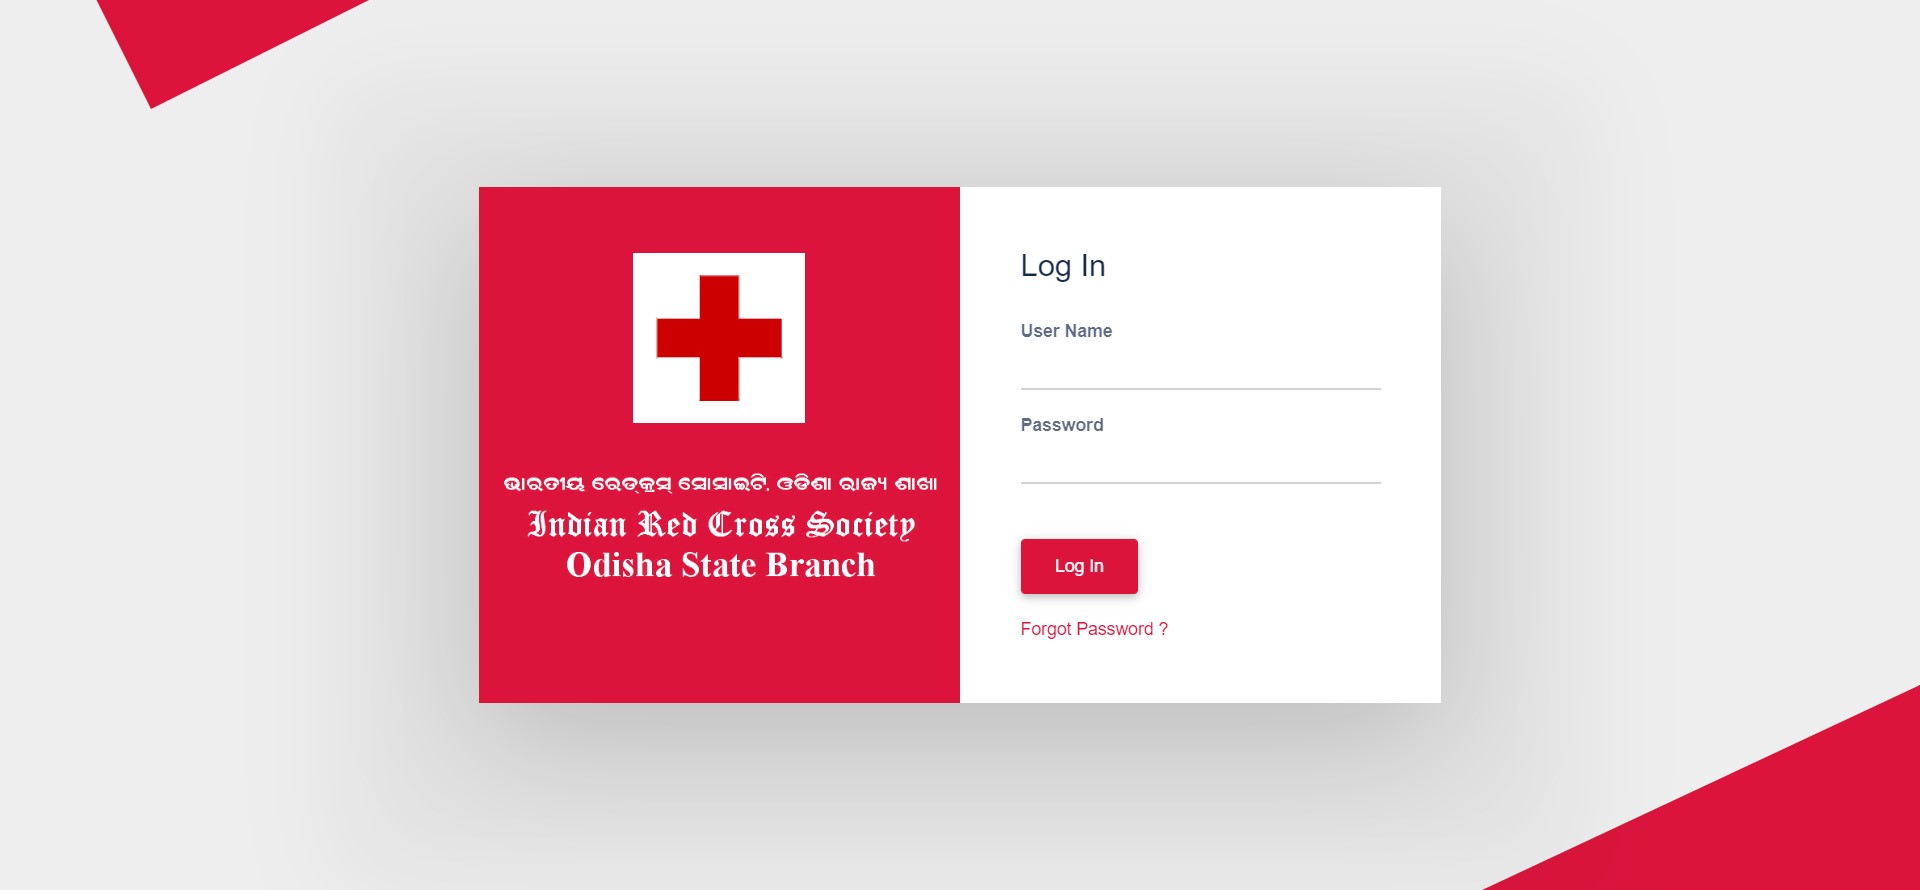 ଭାରତୀୟ ରେଡ୍‌କ୍ରସ୍ ସୋସାଇଟି, ଓଡିଶା ରାଜ୍ୟ ଶାଖା
Indian Red Cross Society
Odisha State Branch
Log In
User Name
Password
Log In
Forgot Password ?